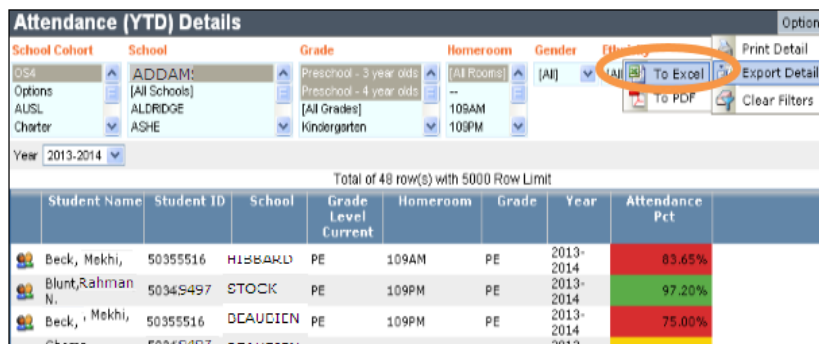 Attendance (YTD) Details
Option
School Cohort School Grade Homeroom Gender
Print Detail
OS4 ADDAMS Preschool - 3 year olds [All Rooms] [All] To Excel Export Detail
Options [All Schools] Preschool - 4 year olds -- To PDF
AUSL ALDRIDGE [All Grades] 109AM Clear Filters
Charter ASHE Kindergarten 109PM
Year 2013-2014
Total of 48 row(s) with 5000 Row Limit
Student Name Student ID School Grade Level Current Homeroom Grade Year Attendance Pct
Beck, Mekhi, 50355516 HIBBARD PE 109AM PE 2013-2014 83.65%
Blunt,Rahman N. 50349497 STOCK PE 109PM PE 2013-2014 97.20%
Beck, , Mekhi, 50355516 BEAUBIEN PE 109PM PE 2013-2014 75.00%